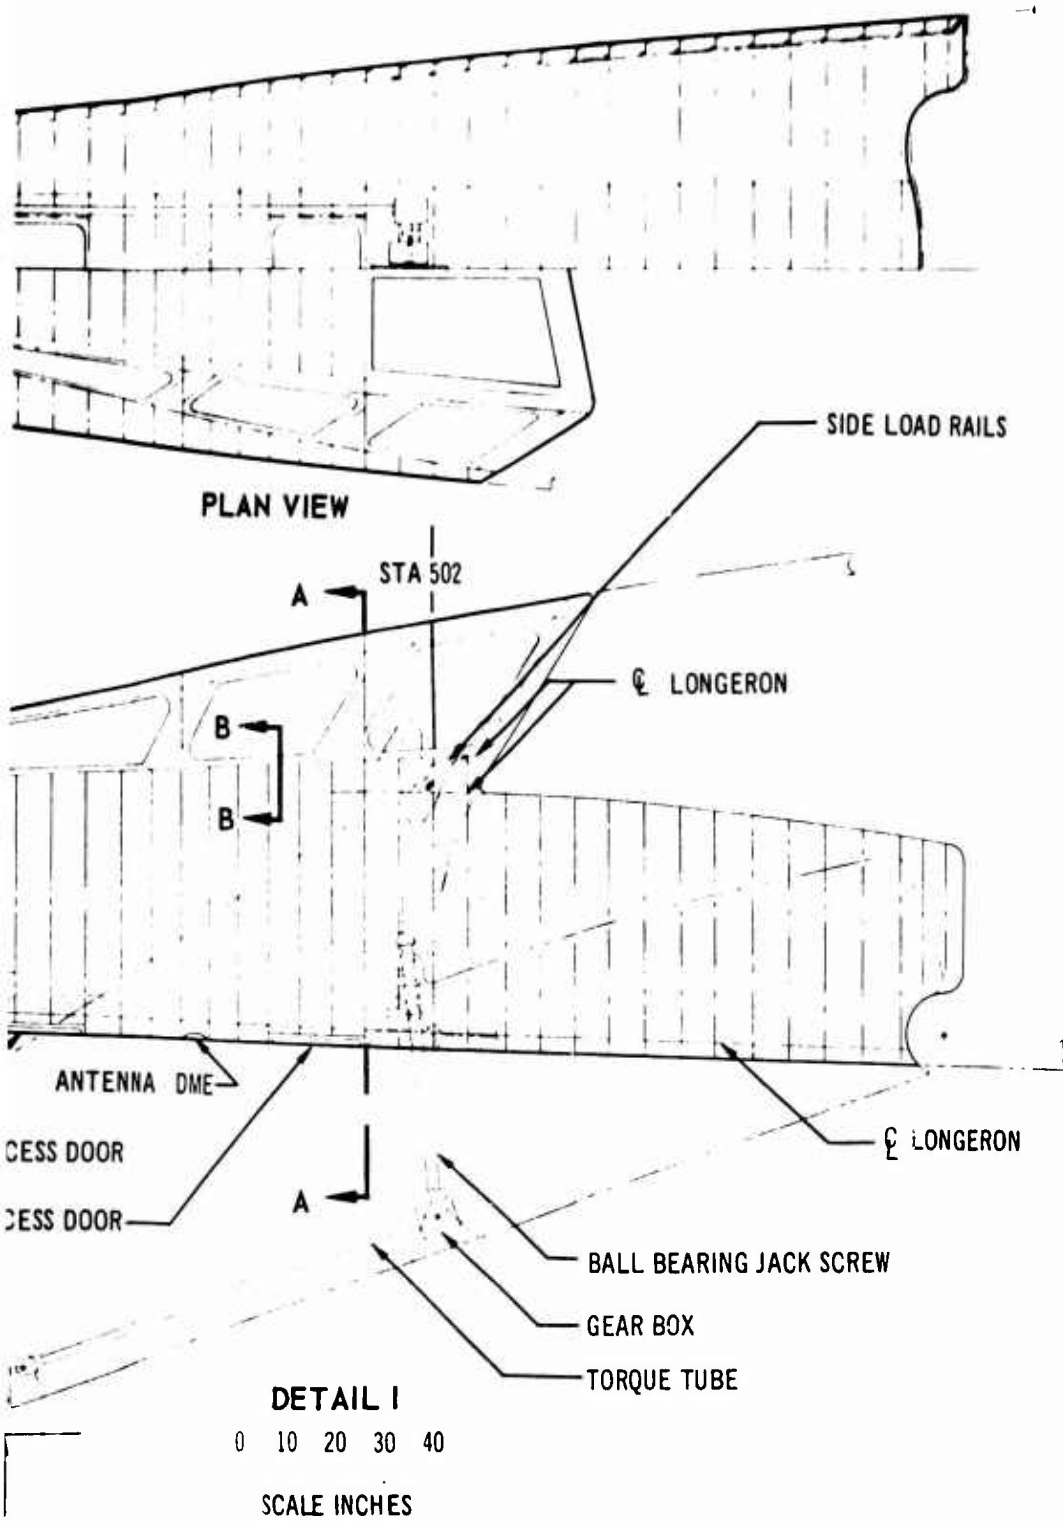 SIDE LOAD RAILS
PLAN VIEW
STA 502
A
℄ LONGERON
B
B
ANTENNA DME
CESS DOOR
℄ LONGERON
CESS DOOR
A
BALL BEARING JACK SCREW
GEAR BOX
TORQUE TUBE
DETAIL I
0 10 20 30 40
SCALE INCHES